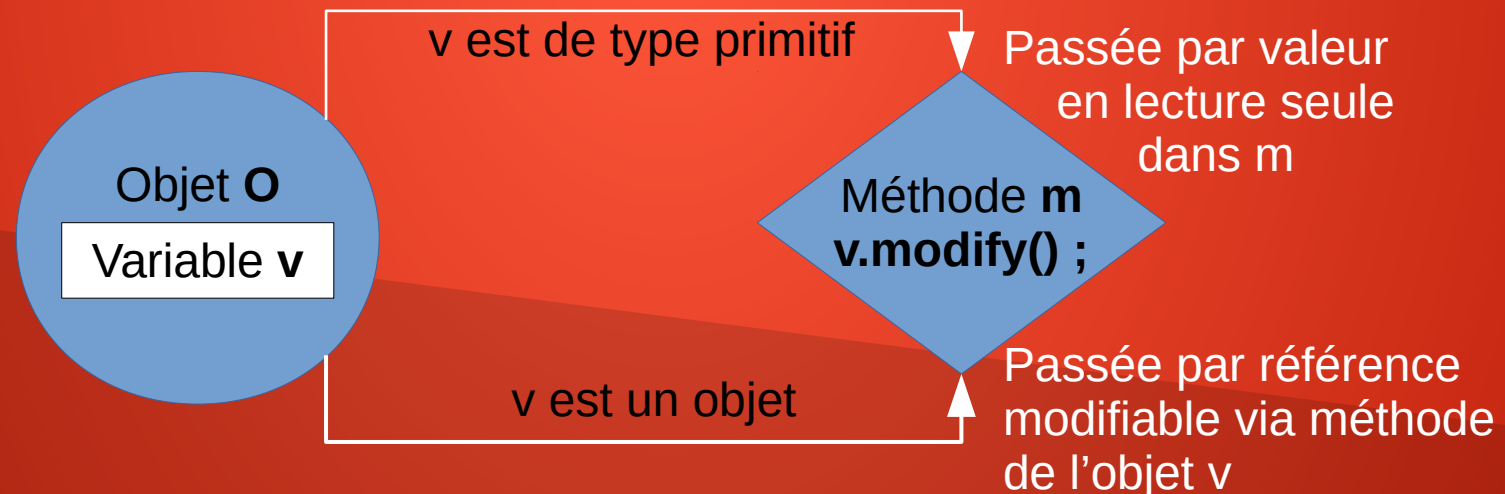 v est de type primitif
Passée par valeur
en lecture seule
dans m
Objet O
Variable v
Méthode m
v.modify() ;
v est un objet
Passée par référence
modifiable via méthode
de l’objet v